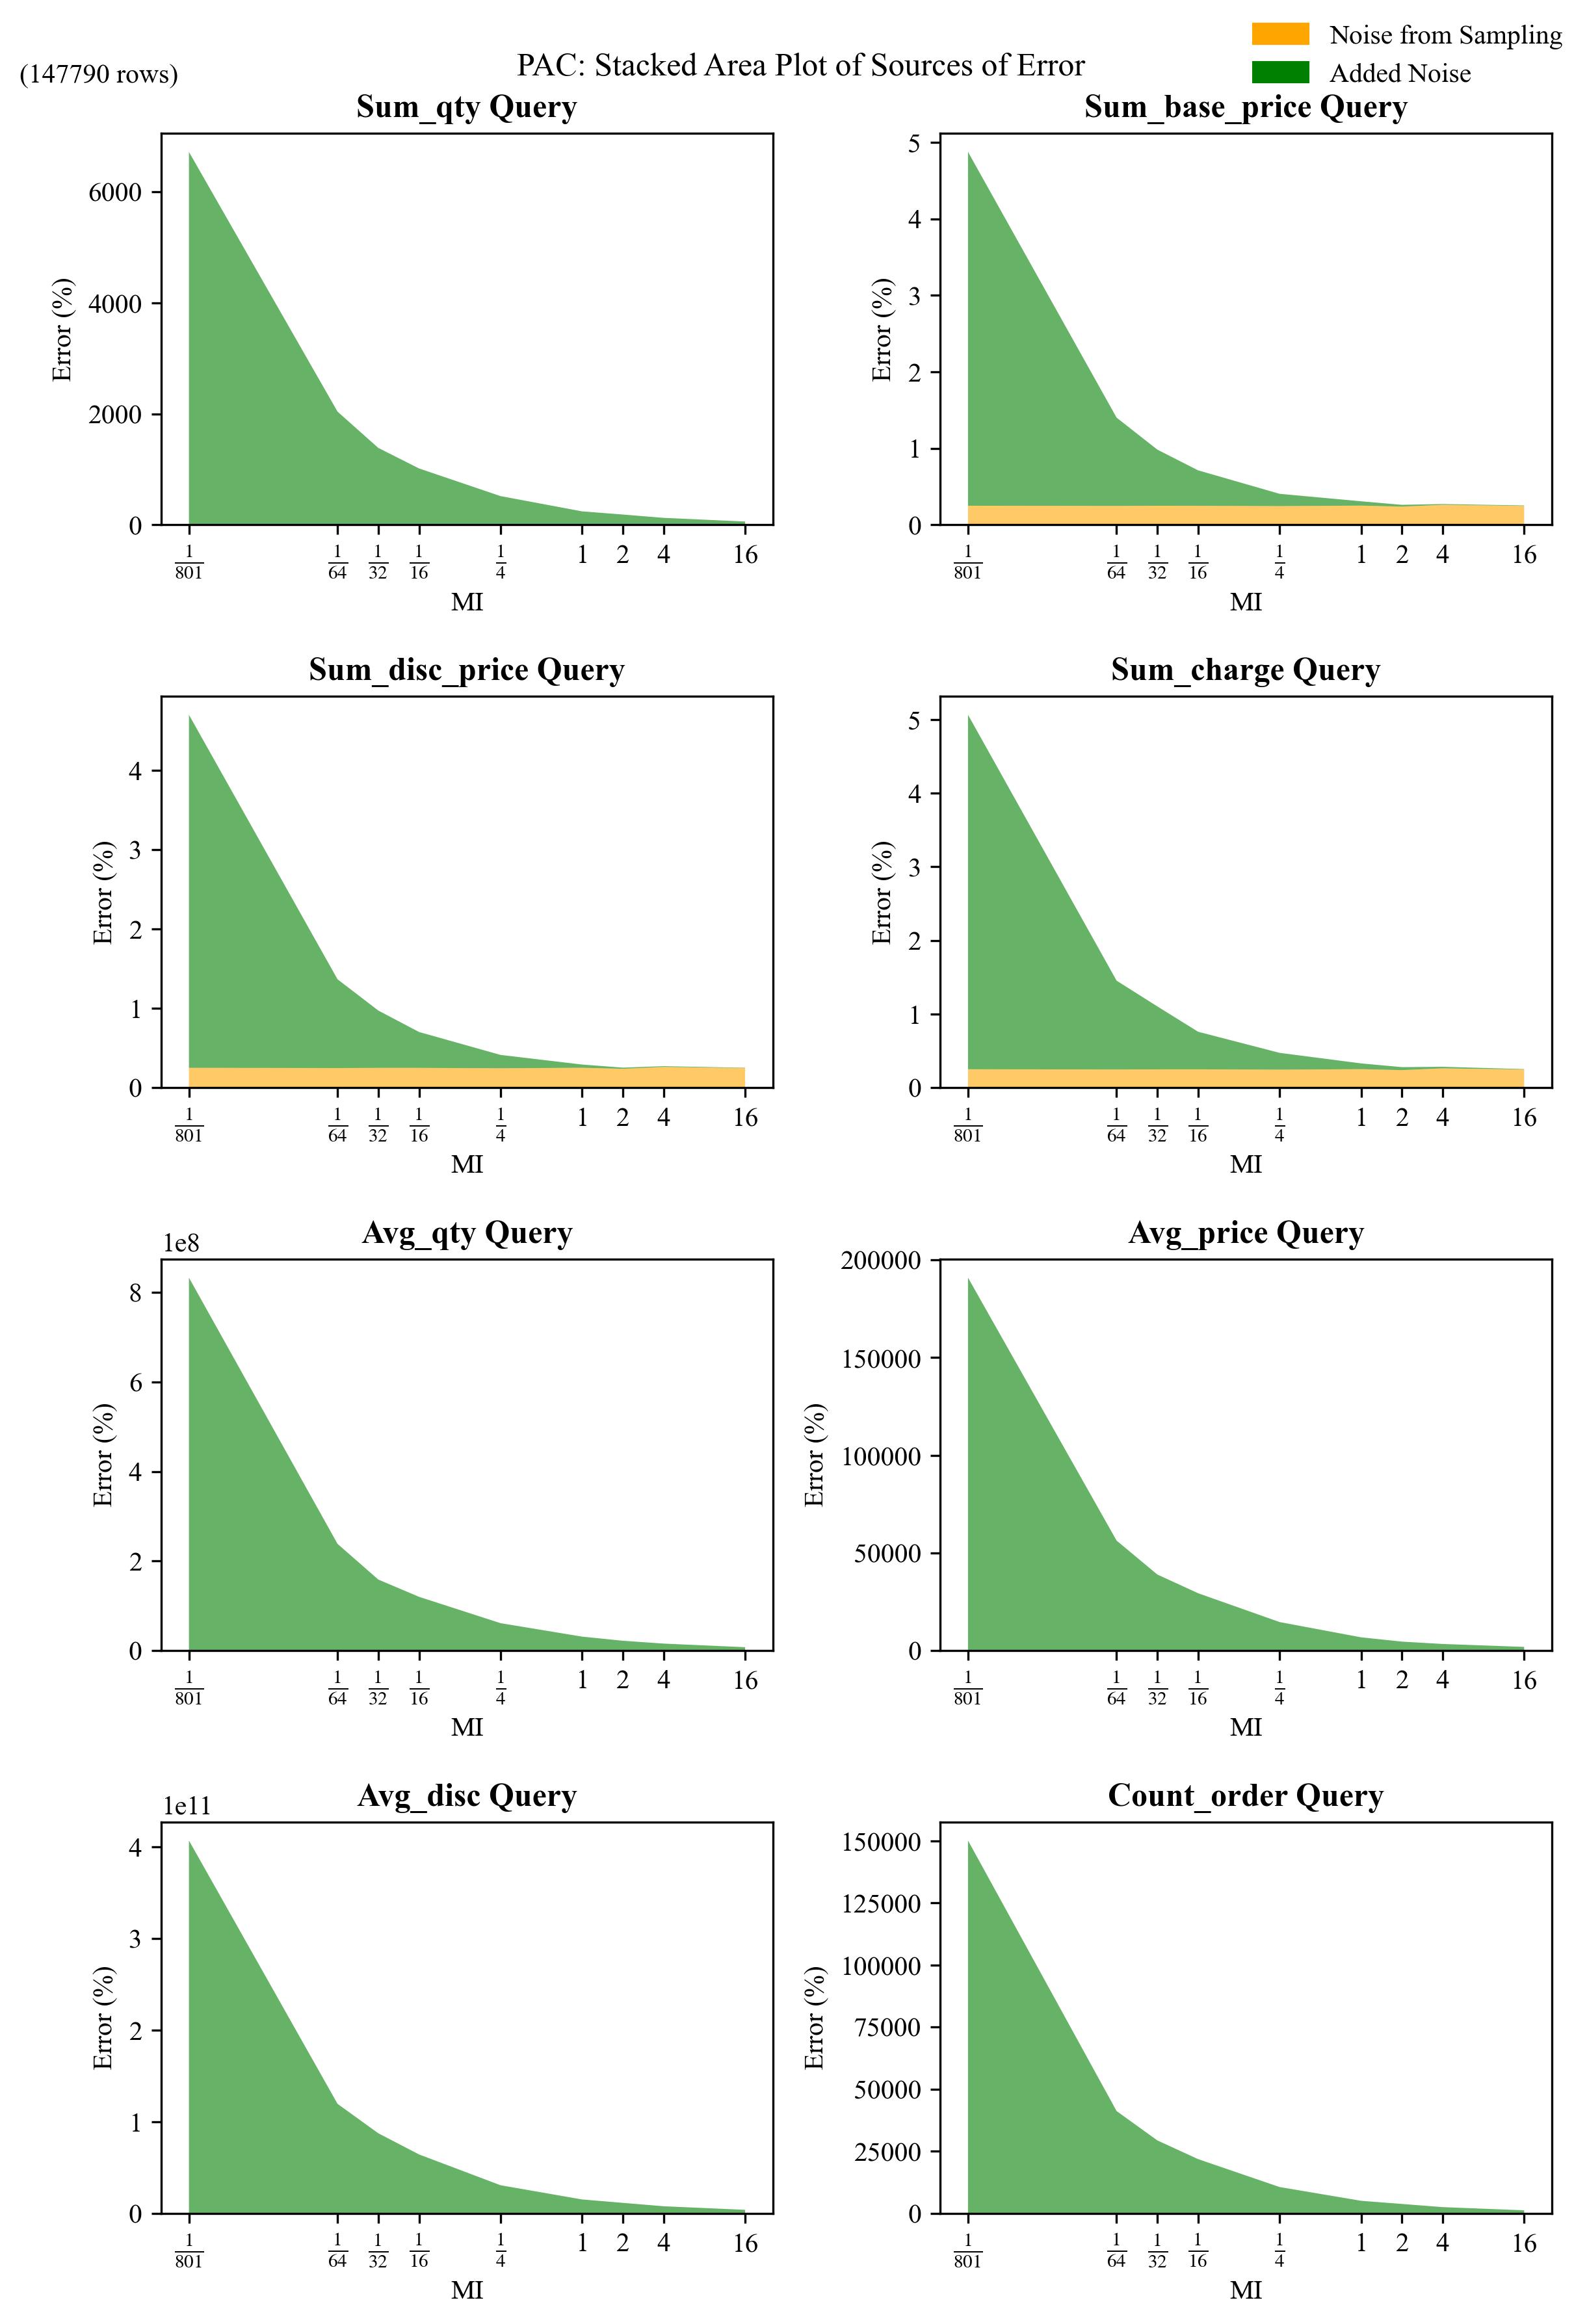 Noise from Sampling
Added Noise
(147790 rows)
PAC: Stacked Area Plot of Sources of Error
Sum_qty Query
Error (%)
6000
4000
2000
0
1/801 1/64 1/32 1/16 1/4 1 2 4 16
MI
Sum_base_price Query
Error (%)
5
4
3
2
1
0
1/801 1/64 1/32 1/16 1/4 1 2 4 16
MI
Sum_disc_price Query
Error (%)
4
3
2
1
0
1/801 1/64 1/32 1/16 1/4 1 2 4 16
MI
Sum_charge Query
Error (%)
5
4
3
2
1
0
1/801 1/64 1/32 1/16 1/4 1 2 4 16
MI
Avg_qty Query
1e8
Error (%)
8
6
4
2
0
1/801 1/64 1/32 1/16 1/4 1 2 4 16
MI
Avg_price Query
Error (%)
200000
150000
100000
50000
0
1/801 1/64 1/32 1/16 1/4 1 2 4 16
MI
Avg_disc Query
1e11
Error (%)
4
3
2
1
0
1/801 1/64 1/32 1/16 1/4 1 2 4 16
MI
Count_order Query
Error (%)
150000
125000
100000
75000
50000
25000
0
1/801 1/64 1/32 1/16 1/4 1 2 4 16
MI